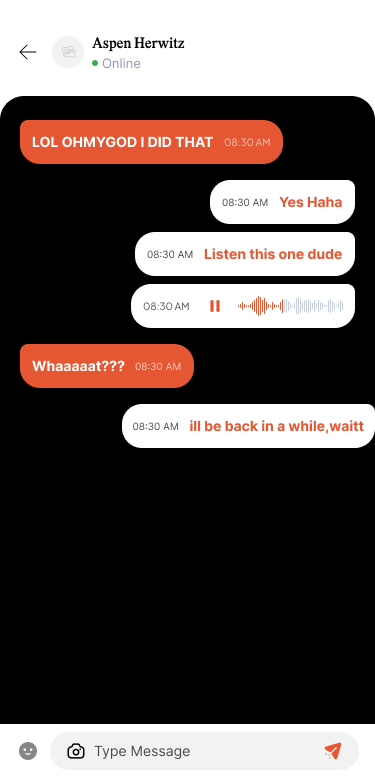 Aspen Herwitz
Online
LOL OHMYGOD I DID THAT 08:30 AM
08:30 AM Yes Haha
08:30 AM Listen this one dude
08:30 AM
Whaaaaat??? 08:30 AM
08:30 AM ill be back in a while,waitt
Type Message